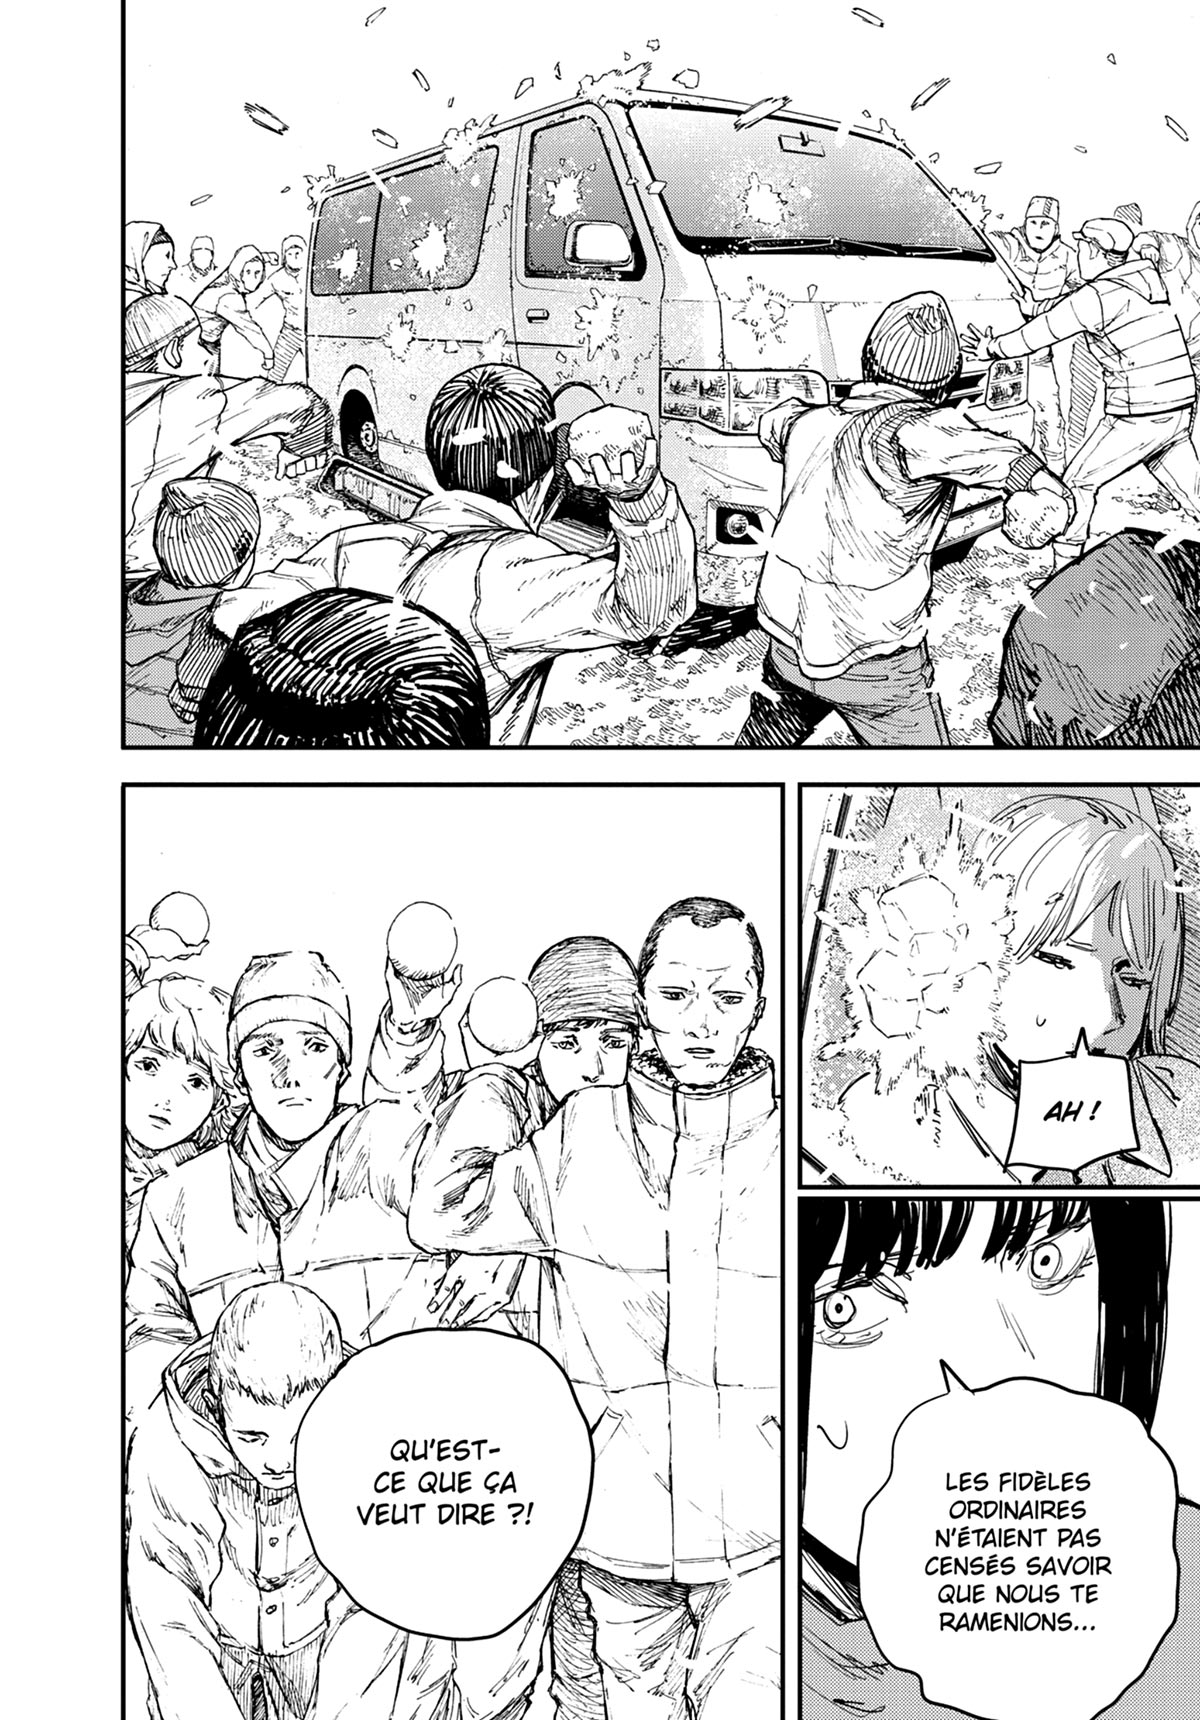 AH !
LES FIDÈLES
ORDINAIRES
N'ÉTAIENT PAS
CENSÉS SAVOIR
QUE NOUS TE
RAMENIONS...
QU'EST-
CE QUE ÇA
VEUT DIRE ?!